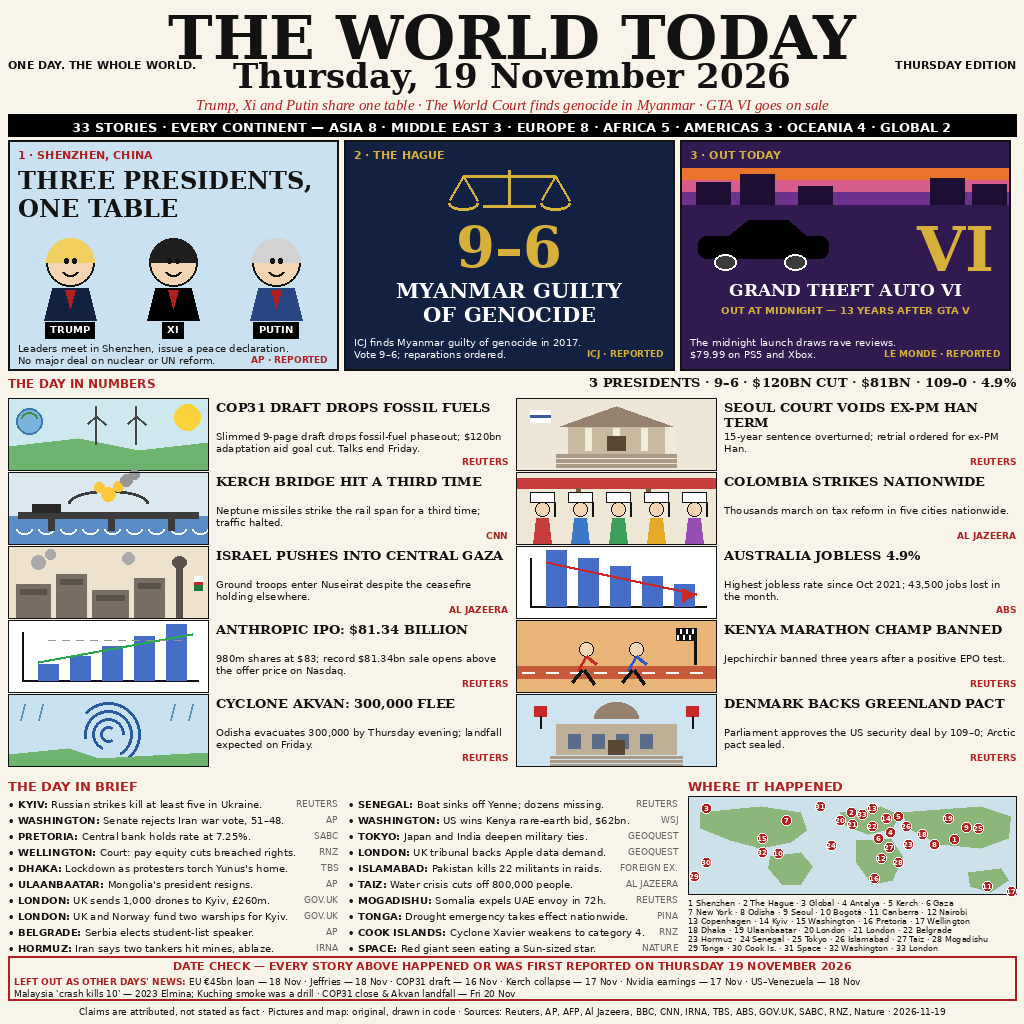 THE WORLD TODAY
ONE DAY. THE WHOLE WORLD.
Thursday, 19 November 2026
THURSDAY EDITION
Trump, Xi and Putin share one table · The World Court finds genocide in Myanmar · GTA VI goes on sale
33 STORIES · EVERY CONTINENT — ASIA 8 · MIDDLE EAST 3 · EUROPE 8 · AFRICA 5 · AMERICAS 3 · OCEANIA 4 · GLOBAL 2
1 · SHENZHEN, CHINA
THREE PRESIDENTS,
ONE TABLE
TRUMP
XI
PUTIN
Leaders meet in Shenzhen, issue a peace declaration.
No major deal on nuclear or UN reform.
AP · REPORTED
2 · THE HAGUE
9–6
MYANMAR GUILTY
OF GENOCIDE
ICJ finds Myanmar guilty of genocide in 2017.
Vote 9–6; reparations ordered.
ICJ · REPORTED
3 · OUT TODAY
VI
GRAND THEFT AUTO VI
OUT AT MIDNIGHT — 13 YEARS AFTER GTA V
The midnight launch draws rave reviews.
$79.99 on PS5 and Xbox.
LE MONDE · REPORTED
THE DAY IN NUMBERS
3 PRESIDENTS · 9–6 · $120BN CUT · $81BN · 109–0 · 4.9%
COP31 DRAFT DROPS FOSSIL FUELS
Slimmed 9-page draft drops fossil-fuel phaseout; $120bn
adaptation aid goal cut. Talks end Friday.
REUTERS
SEOUL COURT VOIDS EX-PM HAN
TERM
15-year sentence overturned; retrial ordered for ex-PM
Han.
REUTERS
KERCH BRIDGE HIT A THIRD TIME
Neptune missiles strike the rail span for a third time;
traffic halted.
CNN
COLOMBIA STRIKES NATIONWIDE
Thousands march on tax reform in five cities nationwide.
AL JAZEERA
ISRAEL PUSHES INTO CENTRAL GAZA
Ground troops enter Nuseirat despite the ceasefire
holding elsewhere.
AL JAZEERA
AUSTRALIA JOBLESS 4.9%
Highest jobless rate since Oct 2021; 43,500 jobs lost in
the month.
ABS
ANTHROPIC IPO: $81.34 BILLION
980m shares at $83; record $81.34bn sale opens above
the offer price on Nasdaq.
REUTERS
KENYA MARATHON CHAMP BANNED
Jepchirchir banned three years after a positive EPO test.
REUTERS
CYCLONE AKVAN: 300,000 FLEE
Odisha evacuates 300,000 by Thursday evening; landfall
expected on Friday.
REUTERS
DENMARK BACKS GREENLAND PACT
Parliament approves the US security deal by 109–0; Arctic
pact sealed.
REUTERS
THE DAY IN BRIEF
• KYIV: Russian strikes kill at least five in Ukraine. REUTERS
• WASHINGTON: Senate rejects Iran war vote, 51–48. AP
• PRETORIA: Central bank holds rate at 7.25%. SABC
• WELLINGTON: Court: pay equity cuts breached rights. RNZ
• DHAKA: Lockdown as protesters torch Yunus's home. TBS
• ULAANBAATAR: Mongolia's president resigns. AP
• LONDON: UK sends 1,000 drones to Kyiv, £260m. GOV.UK
• LONDON: UK and Norway fund two warships for Kyiv. GOV.UK
• BELGRADE: Serbia elects student-list speaker. AP
• HORMUZ: Iran says two tankers hit mines, ablaze. IRNA
• SENEGAL: Boat sinks off Yenne; dozens missing. REUTERS
• WASHINGTON: US wins Kenya rare-earth bid, $62bn. WSJ
• TOKYO: Japan and India deepen military ties. GEOQUEST
• LONDON: UK tribunal backs Apple data demand. GEOQUEST
• ISLAMABAD: Pakistan kills 22 militants in raids. FOREIGN EX.
• TAIZ: Water crisis cuts off 800,000 people. AL JAZEERA
• MOGADISHU: Somalia expels UAE envoy in 72h. REUTERS
• TONGA: Drought emergency takes effect nationwide. PINA
• COOK ISLANDS: Cyclone Xavier weakens to category 4. RNZ
• SPACE: Red giant seen eating a Sun-sized star. NATURE
WHERE IT HAPPENED
1 Shenzhen · 2 The Hague · 3 Global · 4 Antalya · 5 Kerch · 6 Gaza
7 New York · 8 Odisha · 9 Seoul · 10 Bogotá · 11 Canberra · 12 Nairobi
13 Copenhagen · 14 Kyiv · 15 Washington · 16 Pretoria · 17 Wellington
18 Dhaka · 19 Ulaanbaatar · 20 London · 21 London · 22 Belgrade
23 Hormuz · 24 Senegal · 25 Tokyo · 26 Islamabad · 27 Taiz · 28 Mogadishu
29 Tonga · 30 Cook Is. · 31 Space · 32 Washington · 33 London
DATE CHECK — EVERY STORY ABOVE HAPPENED OR WAS FIRST REPORTED ON THURSDAY 19 NOVEMBER 2026
LEFT OUT AS OTHER DAYS' NEWS: EU €45bn loan — 18 Nov · Jeffries — 18 Nov · COP31 draft — 16 Nov · Kerch collapse — 17 Nov · Nvidia earnings — 17 Nov · US–Venezuela — 18 Nov
Malaysia 'crash kills 10' — 2023 Elmina; Kuching smoke was a drill · COP31 close & Akvan landfall — Fri 20 Nov
Claims are attributed, not stated as fact · Pictures and map: original, drawn in code · Sources: Reuters, AP, AFP, Al Jazeera, BBC, CNN, IRNA, TBS, ABS, GOV.UK, SABC, RNZ, Nature · 2026-11-19